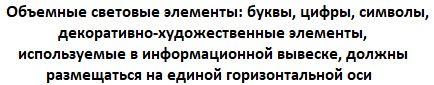 Объемные световые элементы: буквы, цифры, символы,
декоративно-художественные элементы,
используемые в информационной вывеске, должны
размещаться на единой горизонтальной оси